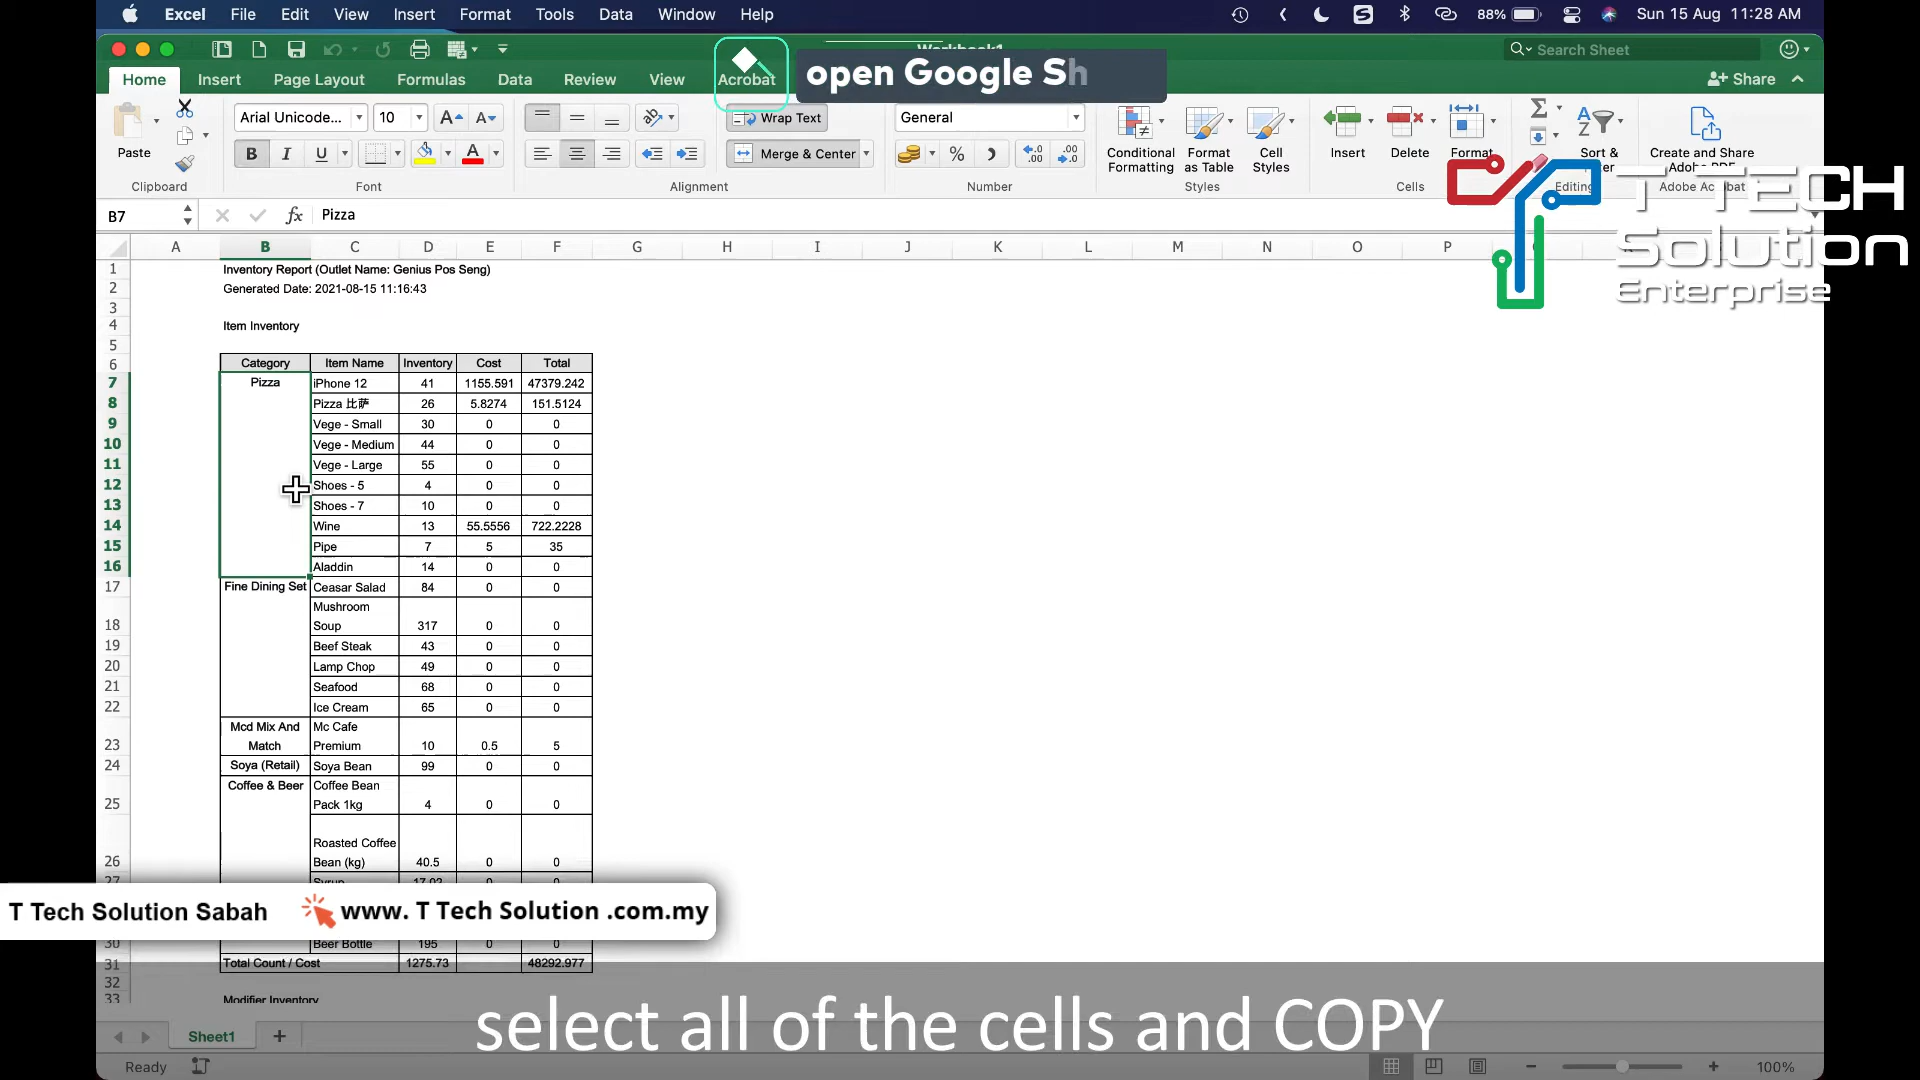 Excel File Edit View Insert Format Tools Data Window Help 88% Sun 15 Aug 11:28 AM
Workbook1 Search Sheet
open Google Sh
Home Insert Page Layout Formulas Data Review View Acrobat Share
Paste
Arial Unicode... 10
B I U A
Wrap Text
Merge & Center
General
Conditional Formatting
Format as Table
Cell Styles
Insert
Delete
Format
Sort &
Create and Share Adobe PDF
Clipboard Font Alignment Number Styles Cells Editing Adobe Acrobat
T TECH
Solution
Enterprise
B7 fx Pizza
A B C D E F G H I J K L M N O P
1 Inventory Report (Outlet Name: Genius Pos Seng)
2 Generated Date: 2021-08-15 11:16:43
3
4 Item Inventory
5
6 Category Item Name Inventory Cost Total
7 Pizza iPhone 12 41 1155.591 47379.242
8 Pizza 比萨 26 5.8274 151.5124
9 Vege - Small 30 0 0
10 Vege - Medium 44 0 0
11 Vege - Large 55 0 0
12 Shoes - 5 4 0 0
13 Shoes - 7 10 0 0
14 Wine 13 55.5556 722.2228
15 Pipe 7 5 35
16 Aladdin 14 0 0
17 Fine Dining Set Ceasar Salad 84 0 0
18 Mushroom Soup 317 0 0
19 Beef Steak 43 0 0
20 Lamp Chop 49 0 0
21 Seafood 68 0 0
22 Ice Cream 65 0 0
23 Mcd Mix And Match Mc Cafe Premium 10 0.5 5
24 Soya (Retail) Soya Bean 99 0 0
25 Coffee & Beer Coffee Bean Pack 1kg 4 0 0
26 Roasted Coffee Bean (kg) 40.5 0 0
27 Syrup 17.02 0 0
T Tech Solution Sabah www. T Tech Solution .com.my
30 Beer Bottle 195 0 0
31 Total Count / Cost 1275.73 48292.977
32
33 Modifier Inventory
select all of the cells and COPY
Sheet1
Ready 100%